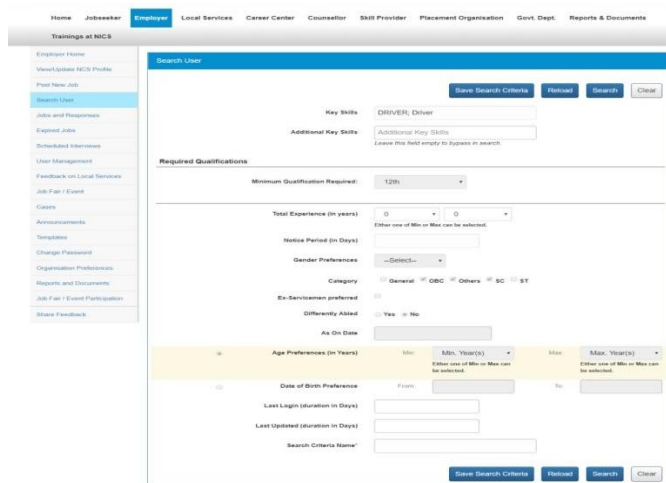 Home Jobseeker Employer Local Services Career Center Counsellor Skill Provider Placement Organisation Govt. Dept. Reports & Documents
Trainings at NICS
Employer Home
View/Update NCS Profile
Post New Job
Search User
Jobs and Responses
Expired Jobs
Scheduled Interviews
User Management
Feedback on Local Services
Job Fair / Event
Cases
Announcements
Templates
Change Password
Organisation Preferences
Reports and Documents
Job Fair / Event Participation
Share Feedback
Search User
Save Search Criteria Reload Search Clear
Key Skills DRIVER; Driver
Additional Key Skills Additional Key Skills
Leave this field empty to bypass in search
Required Qualifications
Minimum Qualification Required: 12th
Total Experience (in years) 0 0
Either one of Min or Max can be selected.
Notice Period (in Days)
Gender Preferences --Select--
Category General OBC Others SC ST
Ex-Servicemen preferred
Differently Abled Yes No
As On Date
Age Preferences (in Years) Min: Min. Year(s) Max: Max. Year(s)
Either one of Min or Max can be selected. Either one of Min or Max can be selected.
Date of Birth Preference From: To:
Last Login (duration in Days)
Last Updated (duration in Days)
Search Criteria Name*
Save Search Criteria Reload Search Clear